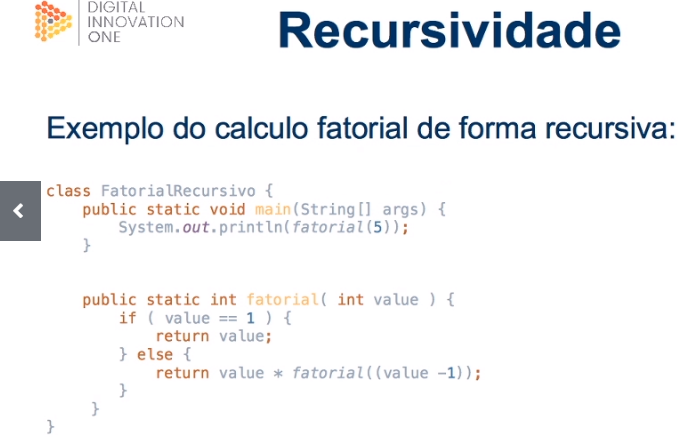 DIGITAL
INNOVATION
ONE
Recursividade
Exemplo do calculo fatorial de forma recursiva:
class FatorialRecursivo {
    public static void main(String[] args) {
        System.out.println(fatorial(5));
    }
    public static int fatorial( int value ) {
        if ( value == 1 ) {
            return value;
        } else {
            return value * fatorial((value -1));
        }
     }
}